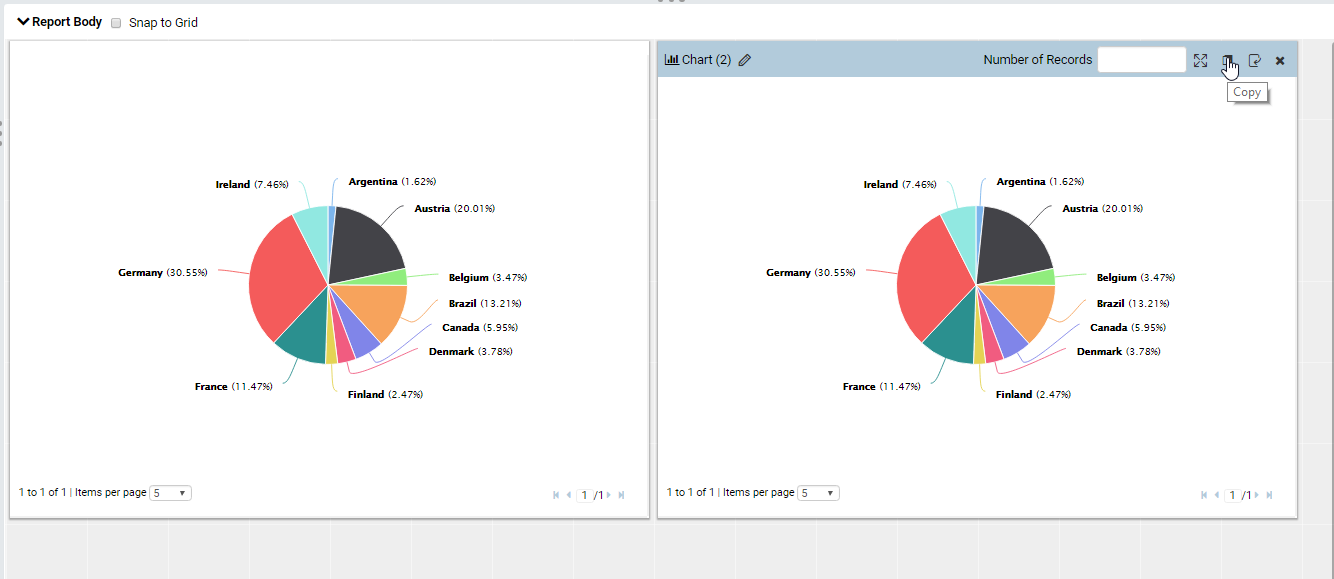 Report Body Snap to Grid
Chart (2) Number of Records
Copy
Ireland (7.46%) Argentina (1.62%)
Austria (20.01%)
Germany (30.55%)
Belgium (3.47%)
Brazil (13.21%)
Canada (5.95%)
Denmark (3.78%)
France (11.47%)
Finland (2.47%)
1 to 1 of 1 | Items per page 5 1 /1
Ireland (7.46%) Argentina (1.62%)
Austria (20.01%)
Germany (30.55%)
Belgium (3.47%)
Brazil (13.21%)
Canada (5.95%)
Denmark (3.78%)
France (11.47%)
Finland (2.47%)
1 to 1 of 1 | Items per page 5 1 /1